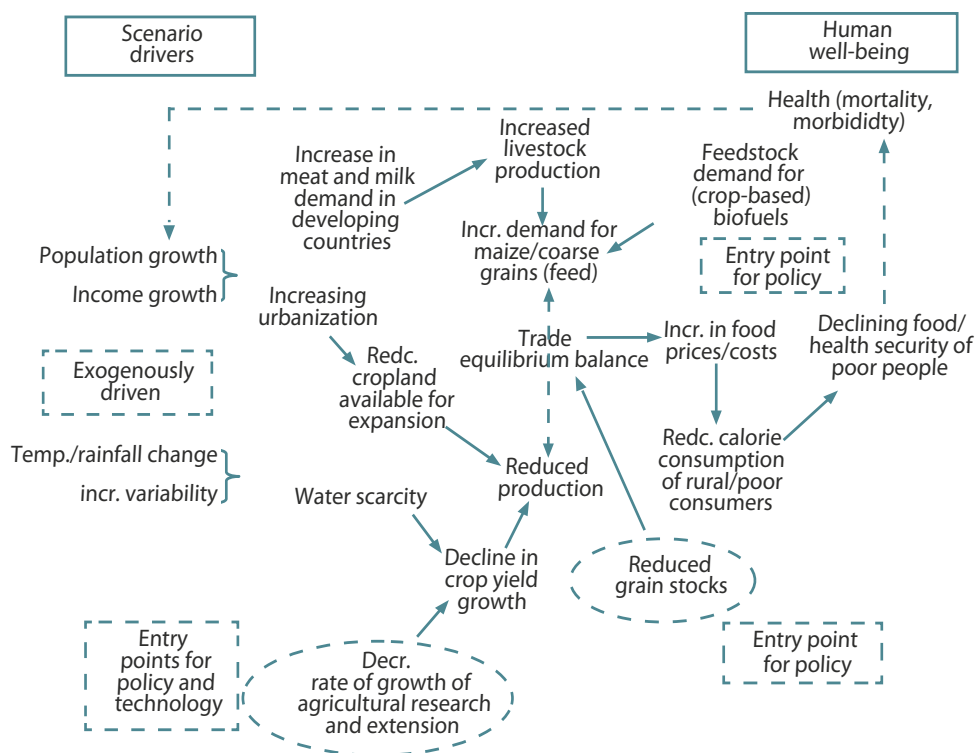 Scenario
drivers
Human
well-being
Health (mortality,
morbididty)
Increased
livestock
production
Increase in
meat and milk
demand in
developing
countries
Feedstock
demand for
(crop-based)
biofuels
Incr. demand for
maize/coarse
grains (feed)
Population growth
Income growth
Entry point
for policy
Increasing
urbanization
Trade
equilibrium balance
Incr. in food
prices/costs
Declining food/
health security of
poor people
Exogenously
driven
Redc.
cropland
available for
expansion
Temp./rainfall change
incr. variability
Redc. calorie
consumption
of rural/poor
consumers
Reduced
production
Water scarcity
Decline in
crop yield
growth
Reduced
grain stocks
Entry
points for
policy and
technology
Decr.
rate of growth of
agricultural research
and extension
Entry point
for policy